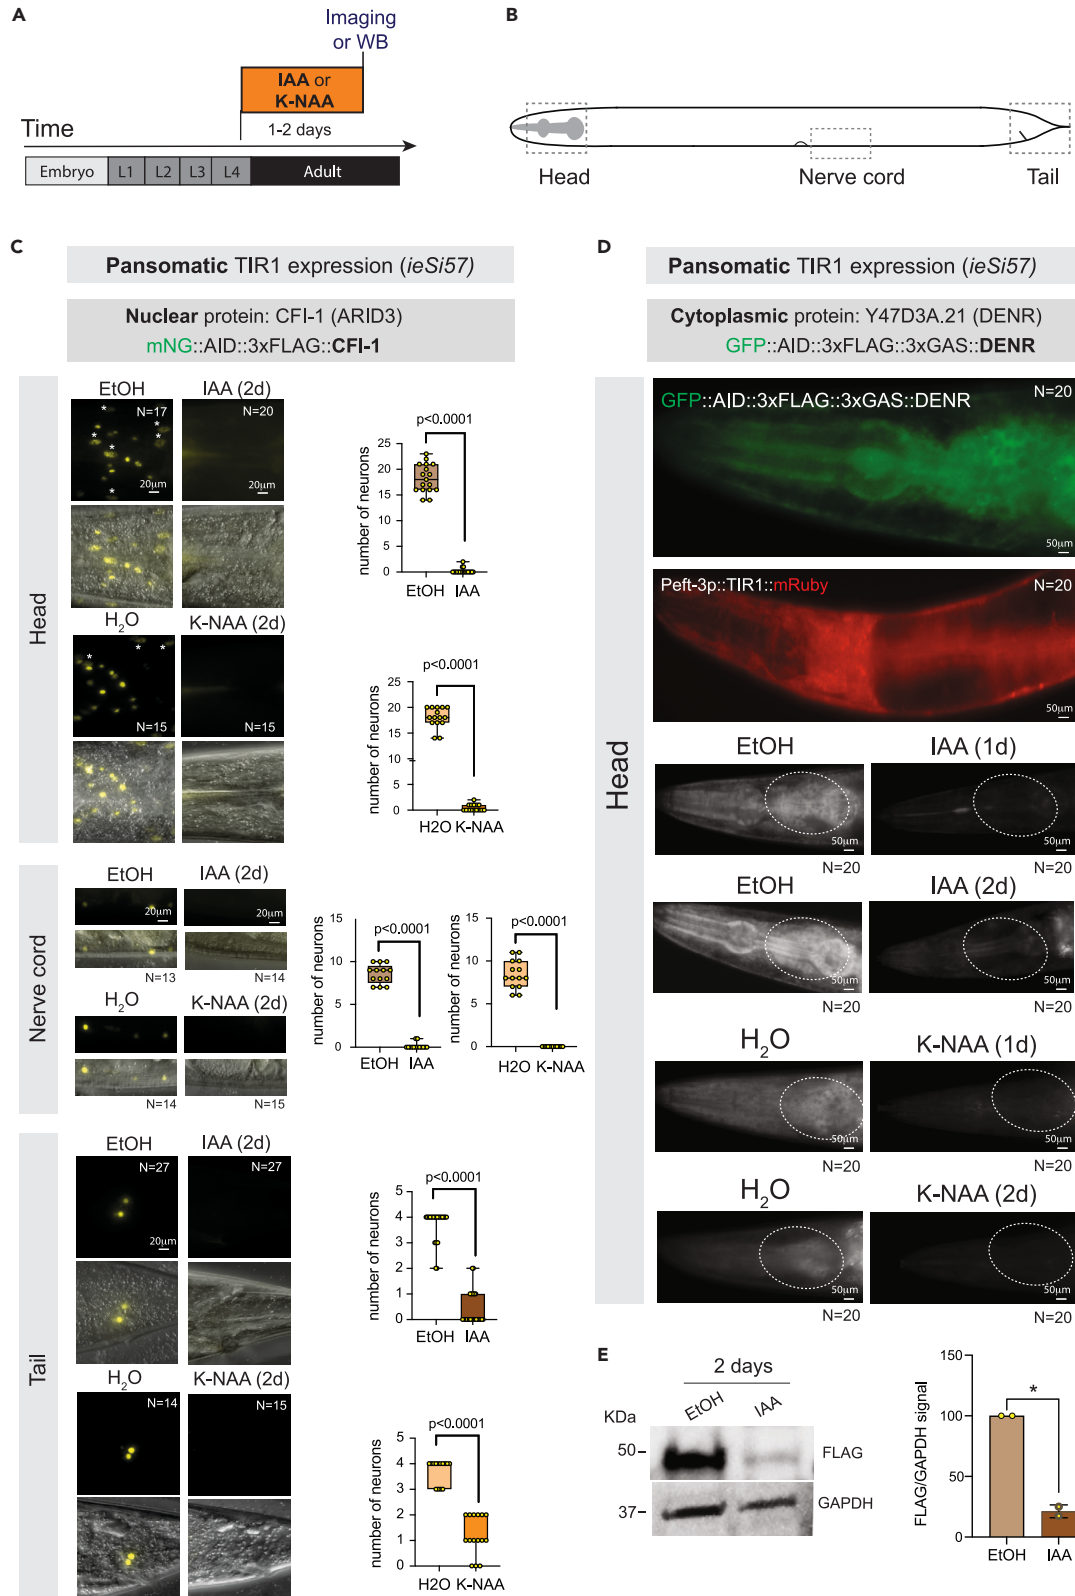 A
Imaging
or WB
IAA or
K-NAA
1-2 days
Time
Embryo
L1
L2
L3
L4
Adult
B
Head
Nerve cord
Tail
C
Pansomatic TIR1 expression (ieSi57)
Nuclear protein: CFI-1 (ARID3)
mNG::AID::3xFLAG::CFI-1
Head
EtOH
IAA (2d)
N=17
N=20
* * * * * * *
20μm
20μm
H2O
K-NAA (2d)
* * * *
N=15
N=15
p<0.0001
number of neurons
25
20
15
10
5
0
EtOH
IAA
p<0.0001
number of neurons
25
20
15
10
5
0
H2O
K-NAA
Nerve cord
EtOH
IAA (2d)
20μm
20μm
N=13
N=14
H2O
K-NAA (2d)
N=14
N=15
p<0.0001
number of neurons
15
10
5
0
EtOH
IAA
p<0.0001
number of neurons
15
10
5
0
H2O
K-NAA
Tail
EtOH
IAA (2d)
N=27
N=27
20μm
H2O
K-NAA (2d)
N=14
N=15
p<0.0001
number of neurons
5
4
3
2
1
0
EtOH
IAA
p<0.0001
number of neurons
5
4
3
2
1
0
H2O
K-NAA
D
Pansomatic TIR1 expression (ieSi57)
Cytoplasmic protein: Y47D3A.21 (DENR)
GFP::AID::3xFLAG::3xGAS::DENR
Head
GFP::AID::3xFLAG::3xGAS::DENR
N=20
50μm
Peft-3p::TIR1::mRuby
N=20
50μm
EtOH
IAA (1d)
50μm
50μm
N=20
N=20
EtOH
IAA (2d)
50μm
50μm
N=20
N=20
H2O
K-NAA (1d)
50μm
50μm
N=20
N=20
H2O
K-NAA (2d)
50μm
50μm
N=20
N=20
E
2 days
KDa
EtOH
IAA
50
FLAG
37
GAPDH
FLAG/GAPDH signal
150
100
50
0
*
EtOH
IAA